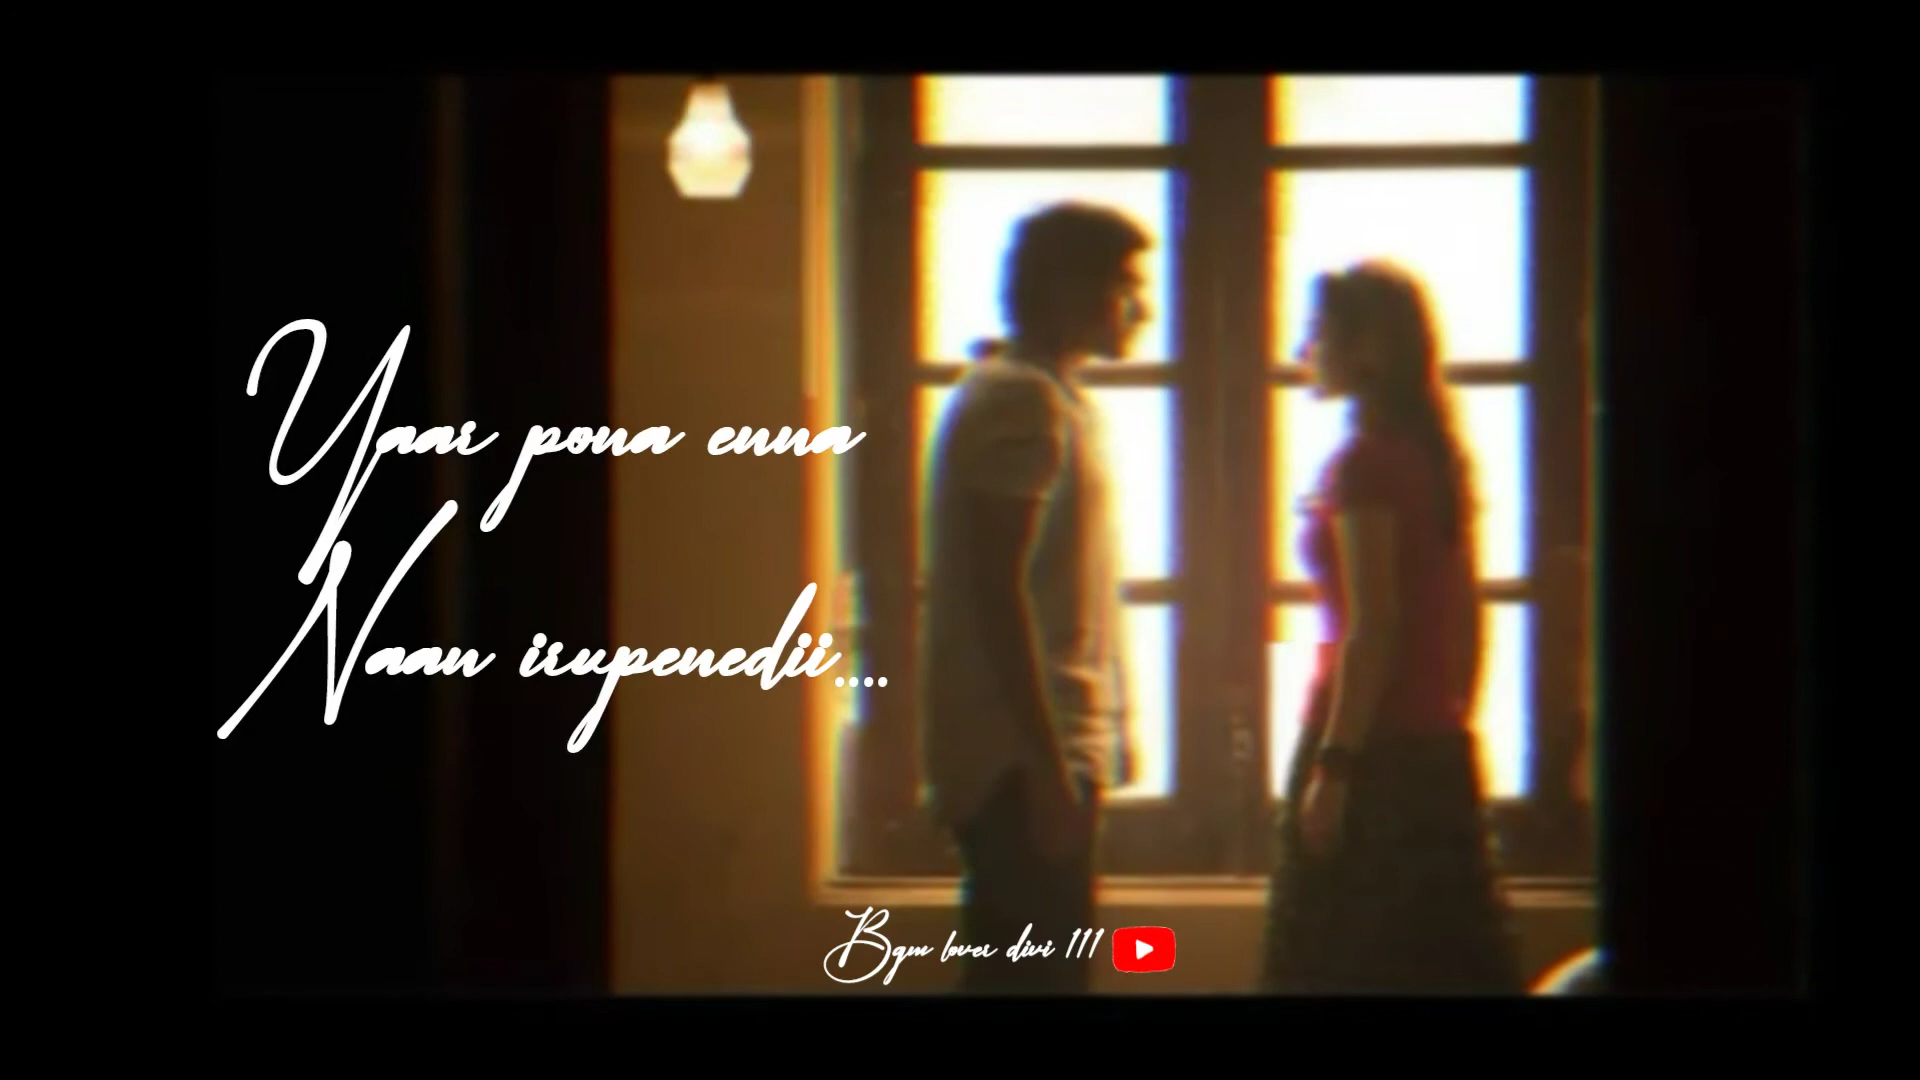 Yaar pona enna
Naan irupenedii....
Bgm lover divi 111